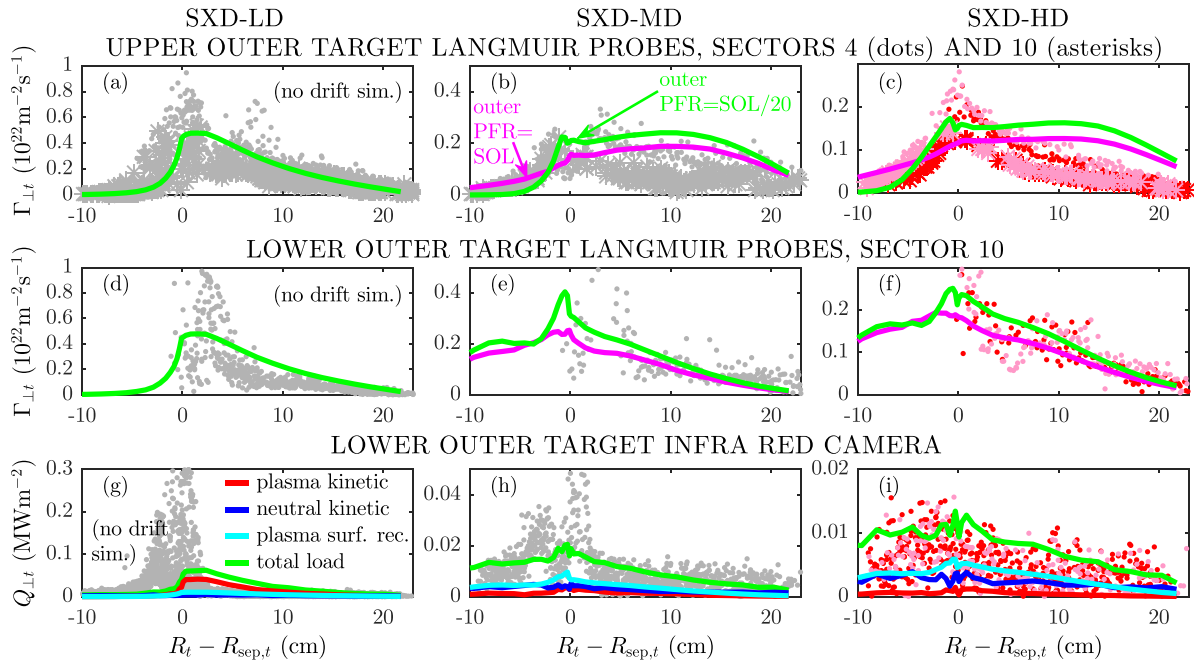 SXD-LD SXD-MD SXD-HD
UPPER OUTER TARGET LANGMUIR PROBES, SECTORS 4 (dots) AND 10 (asterisks)
Γ⊥t (10²²m⁻²s⁻¹)
1
0.8
0.6
0.4
0.2
0
(a)
(no drift sim.)
-10 0 10 20
0.4
0.2
0
(b)
outer
PFR=
SOL
outer
PFR=SOL/20
-10 0 10 20
0.2
0.1
0
(c)
-10 0 10 20
LOWER OUTER TARGET LANGMUIR PROBES, SECTOR 10
Γ⊥t (10²²m⁻²s⁻¹)
1
0.8
0.6
0.4
0.2
0
(d)
(no drift sim.)
-10 0 10 20
0.4
0.2
0
(e)
-10 0 10 20
0.2
0.1
0
(f)
-10 0 10 20
LOWER OUTER TARGET INFRA RED CAMERA
Q⊥t (MWm⁻²)
0.3
0.2
0.1
0
(g)
(no drift
sim.)
plasma kinetic
neutral kinetic
plasma surf. rec.
total load
-10 0 10 20
Rt − Rsep,t (cm)
0.04
0.02
0
(h)
-10 0 10 20
Rt − Rsep,t (cm)
0.02
0.01
0
(i)
-10 0 10 20
Rt − Rsep,t (cm)